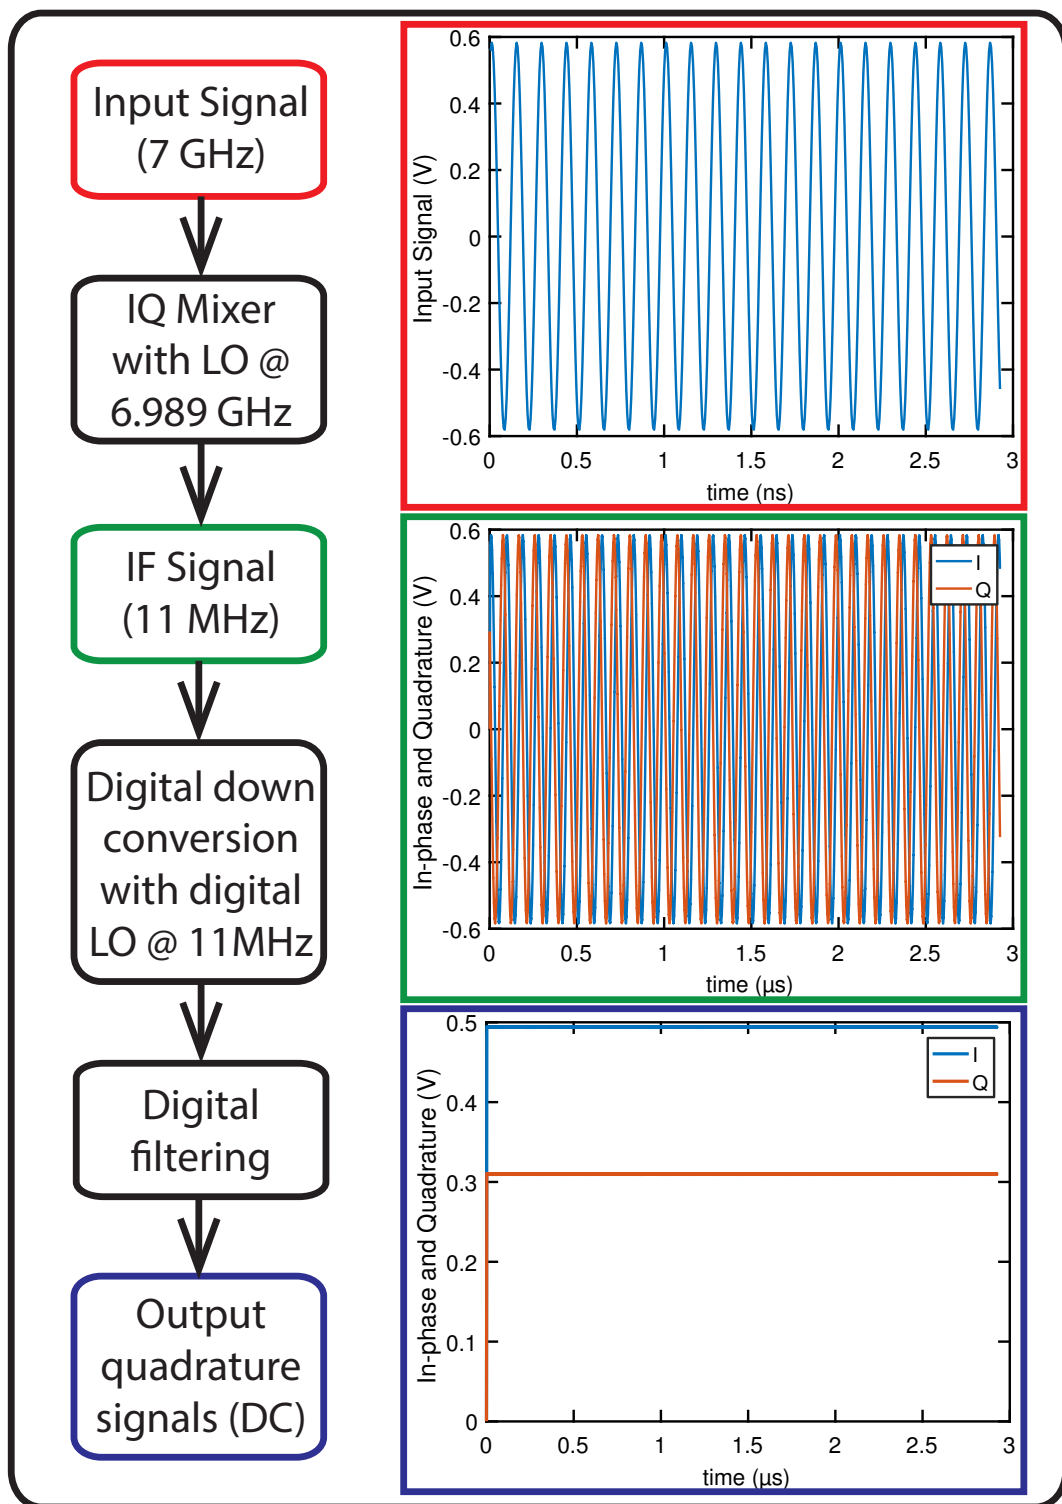 Input Signal
(7 GHz)
IQ Mixer
with LO @
6.989 GHz
IF Signal
(11 MHz)
Digital down
conversion
with digital
LO @ 11MHz
Digital
filtering
Output
quadrature
signals (DC)
Input Signal (V)
0.6
0.4
0.2
0
-0.2
-0.4
-0.6
0 0.5 1 1.5 2 2.5 3
time (ns)
In-phase and Quadrature (V)
0.6
0.4
0.2
0
-0.2
-0.4
-0.6
I
Q
0 0.5 1 1.5 2 2.5 3
time (µs)
In-phase and Quadrature (V)
0.5
0.4
0.3
0.2
0.1
0
I
Q
0 0.5 1 1.5 2 2.5 3
time (µs)